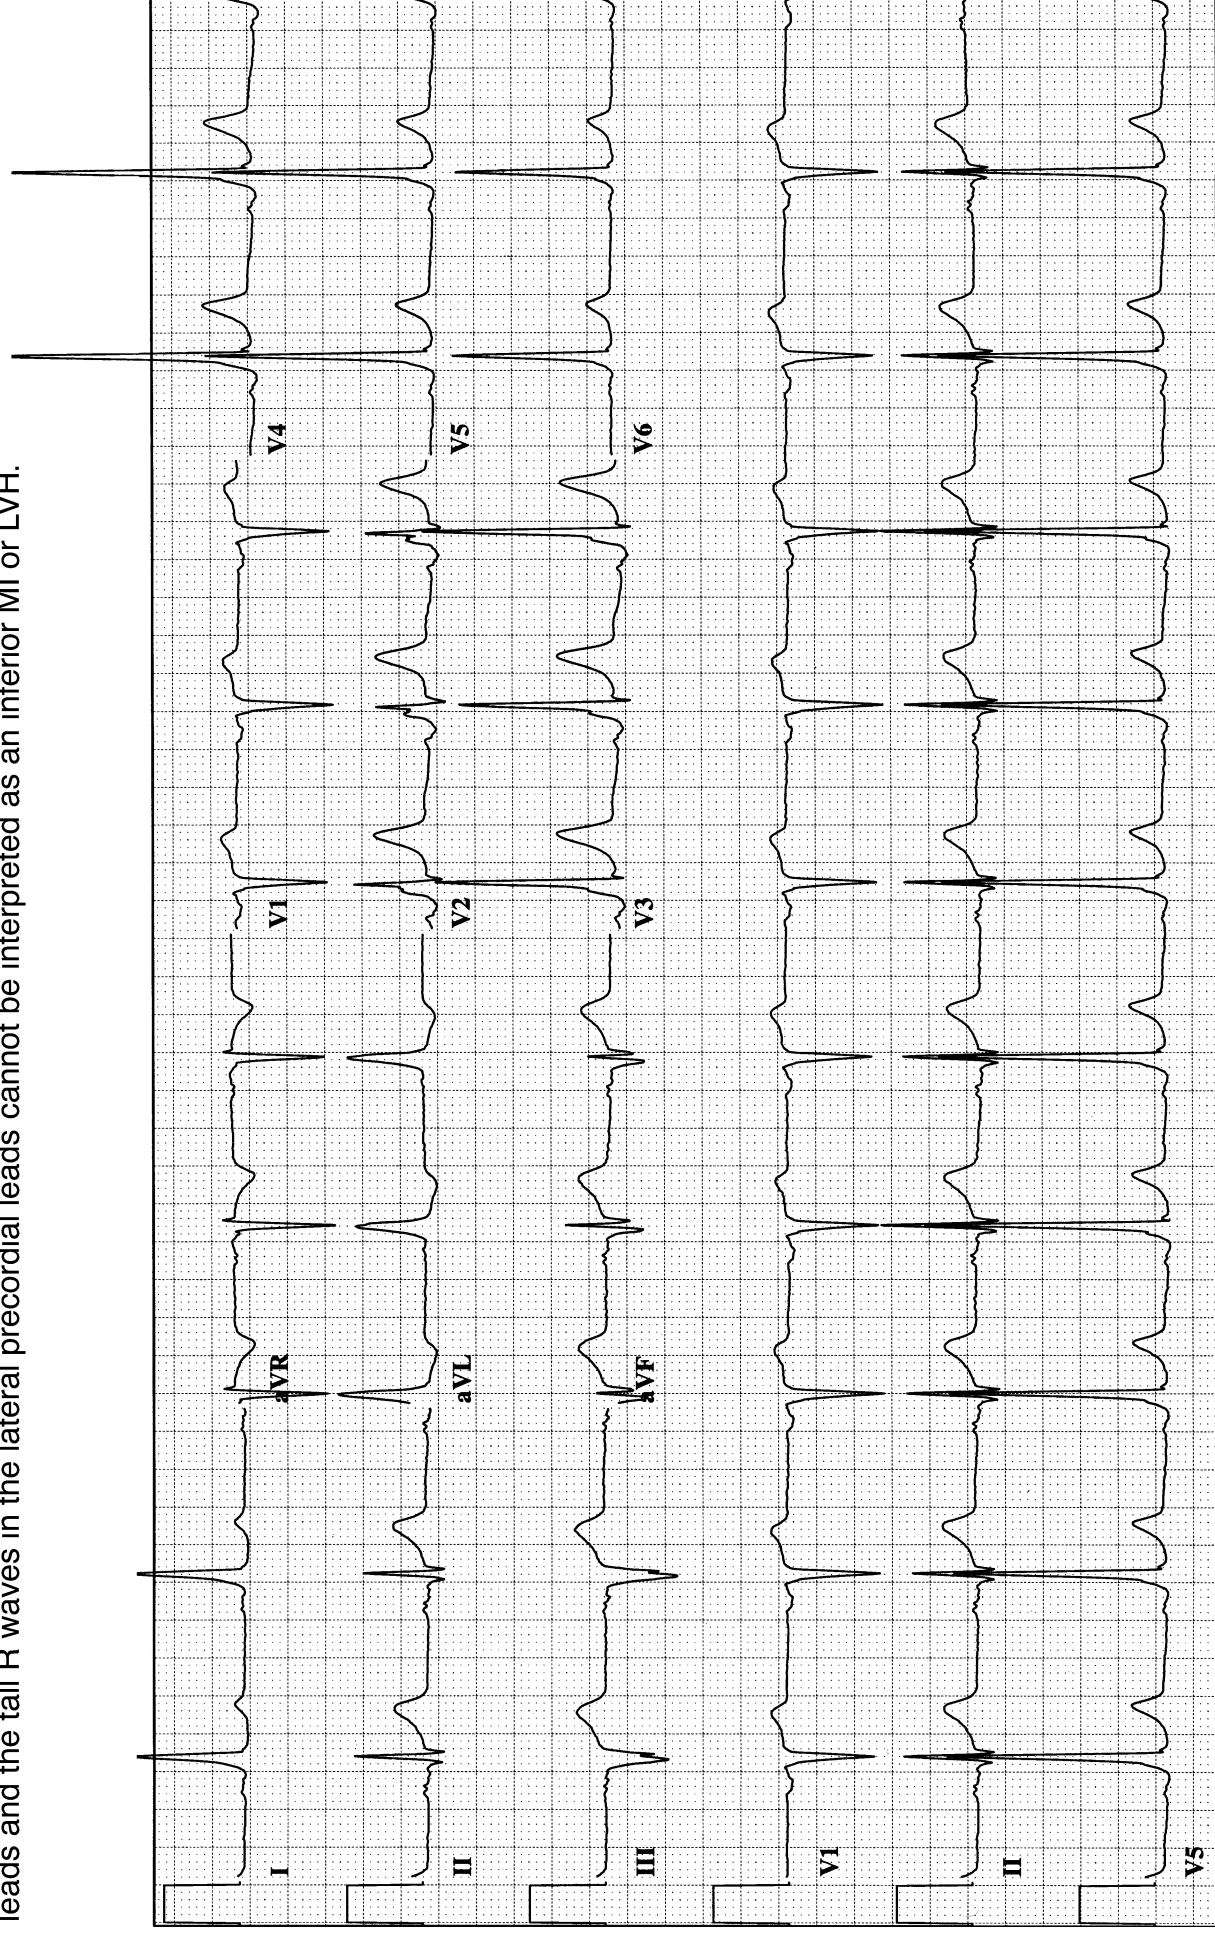 leads and the tall R waves in the lateral precordial leads cannot be interpreted as an inferior MI or LVH.
I aVR V1 V4
II aVL V2 V5
III aVF V3 V6
V1
II
V5